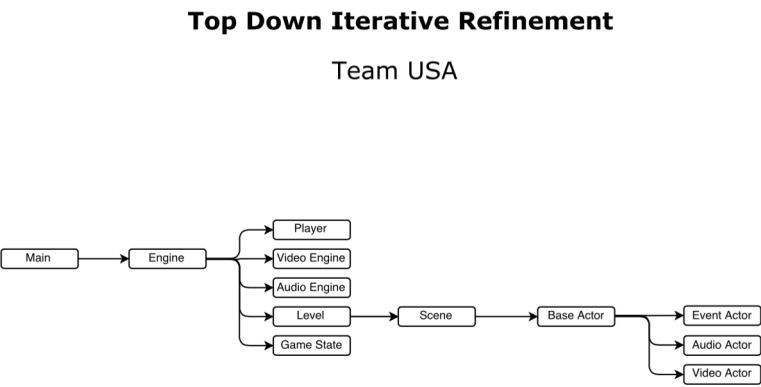 Top Down Iterative Refinement
Team USA
Player
Main
Engine
Video Engine
Audio Engine
Level
Scene
Base Actor
Event Actor
Game State
Audio Actor
Video Actor